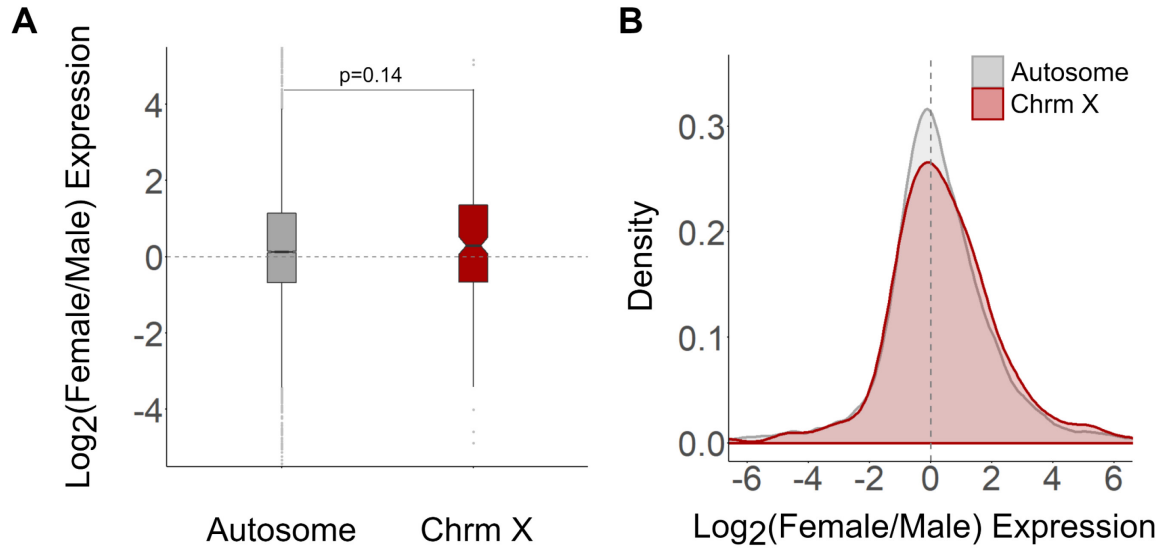 A
Log2(Female/Male) Expression
4
2
0
-2
-4
p=0.14
Autosome
Chrm X
B
Density
0.3
0.2
0.1
0.0
Autosome
Chrm X
-6 -4 -2 0 2 4 6
Log2(Female/Male) Expression